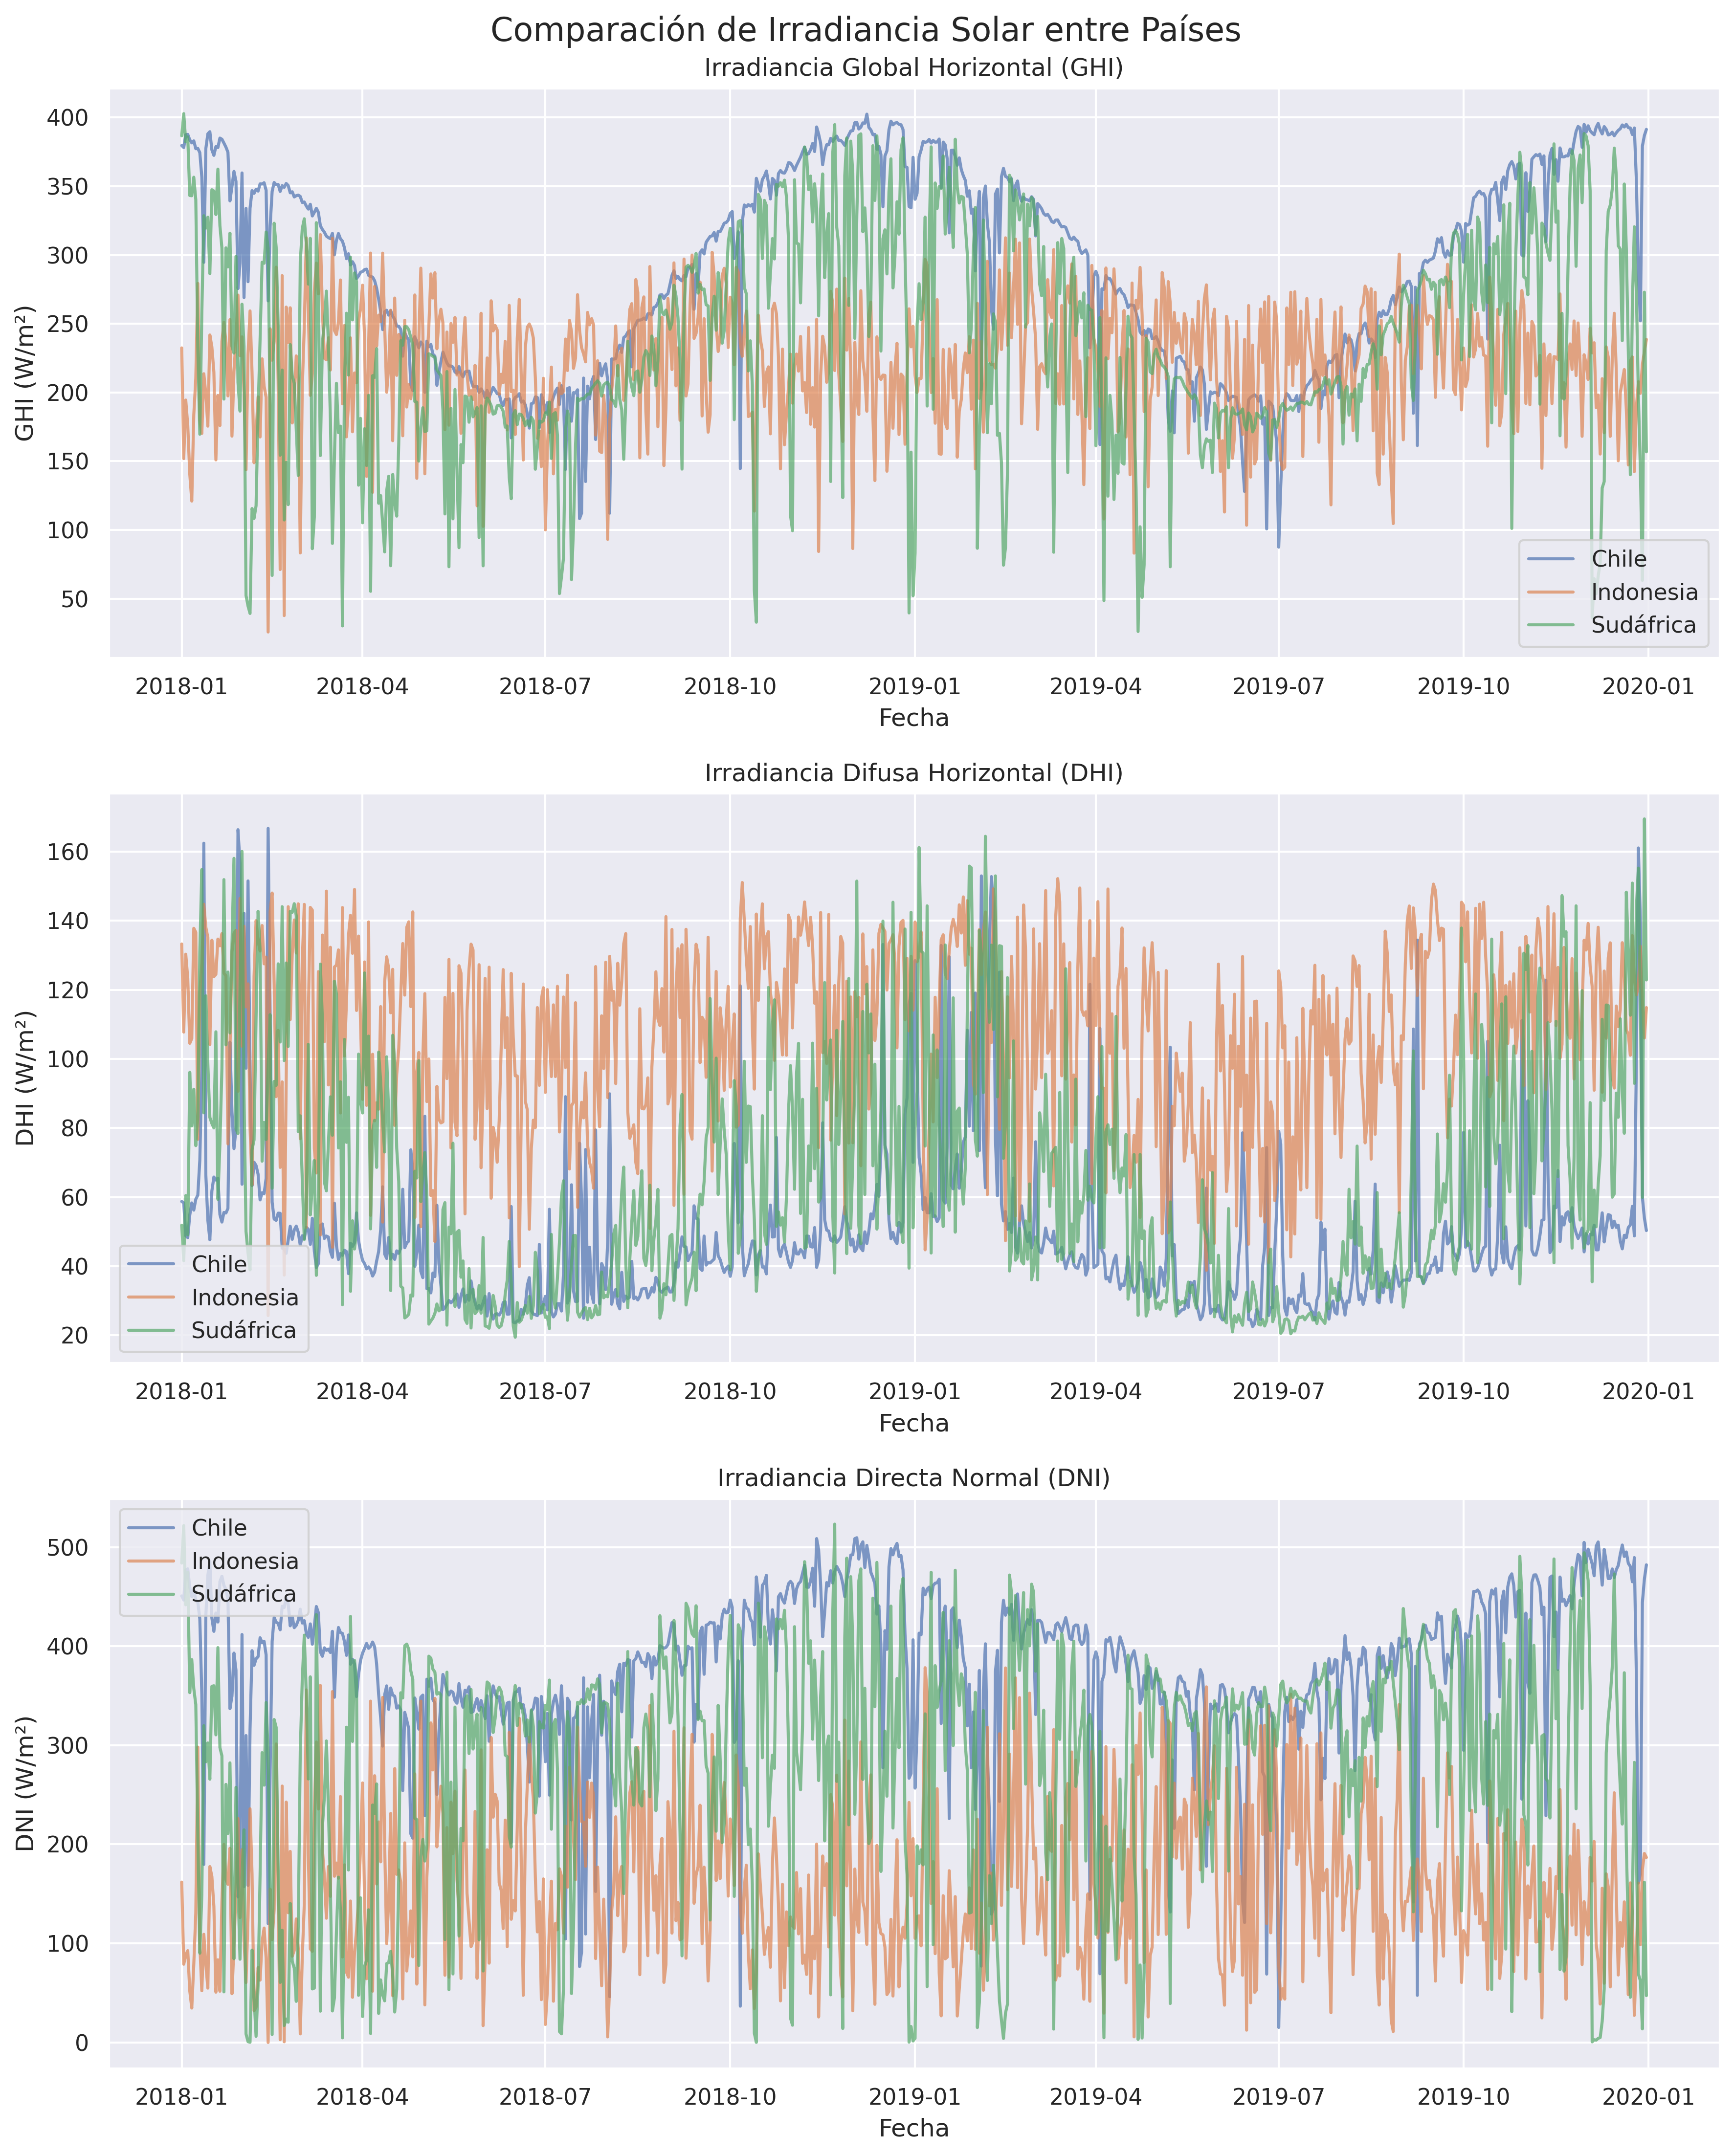 Comparación de Irradiancia Solar entre Países
Irradiancia Global Horizontal (GHI)
GHI (W/m²)
400
350
300
250
200
150
100
50
Chile
Indonesia
Sudáfrica
2018-01 2018-04 2018-07 2018-10 2019-01 2019-04 2019-07 2019-10 2020-01
Fecha
Irradiancia Difusa Horizontal (DHI)
DHI (W/m²)
160
140
120
100
80
60
40
20
Chile
Indonesia
Sudáfrica
2018-01 2018-04 2018-07 2018-10 2019-01 2019-04 2019-07 2019-10 2020-01
Fecha
Irradiancia Directa Normal (DNI)
DNI (W/m²)
500
400
300
200
100
0
Chile
Indonesia
Sudáfrica
2018-01 2018-04 2018-07 2018-10 2019-01 2019-04 2019-07 2019-10 2020-01
Fecha